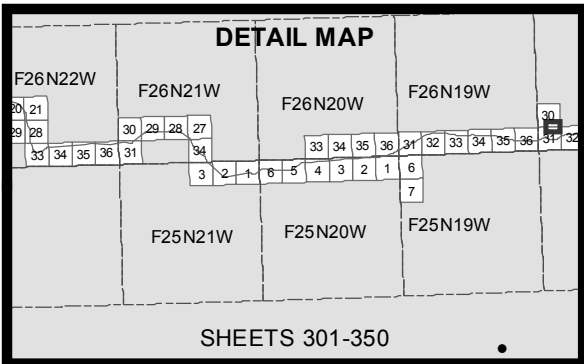 DETAIL MAP
F26N22W
F26N21W
F26N20W
F26N19W
20 21
29 28
33 34 35 36 31
30 29 28 27
34
3 2 1 6 5 4 3 2 1 6
7
33 34 35 36 31 32 33 34 35 36 31 32
30
F25N21W
F25N20W
F25N19W
SHEETS 301-350